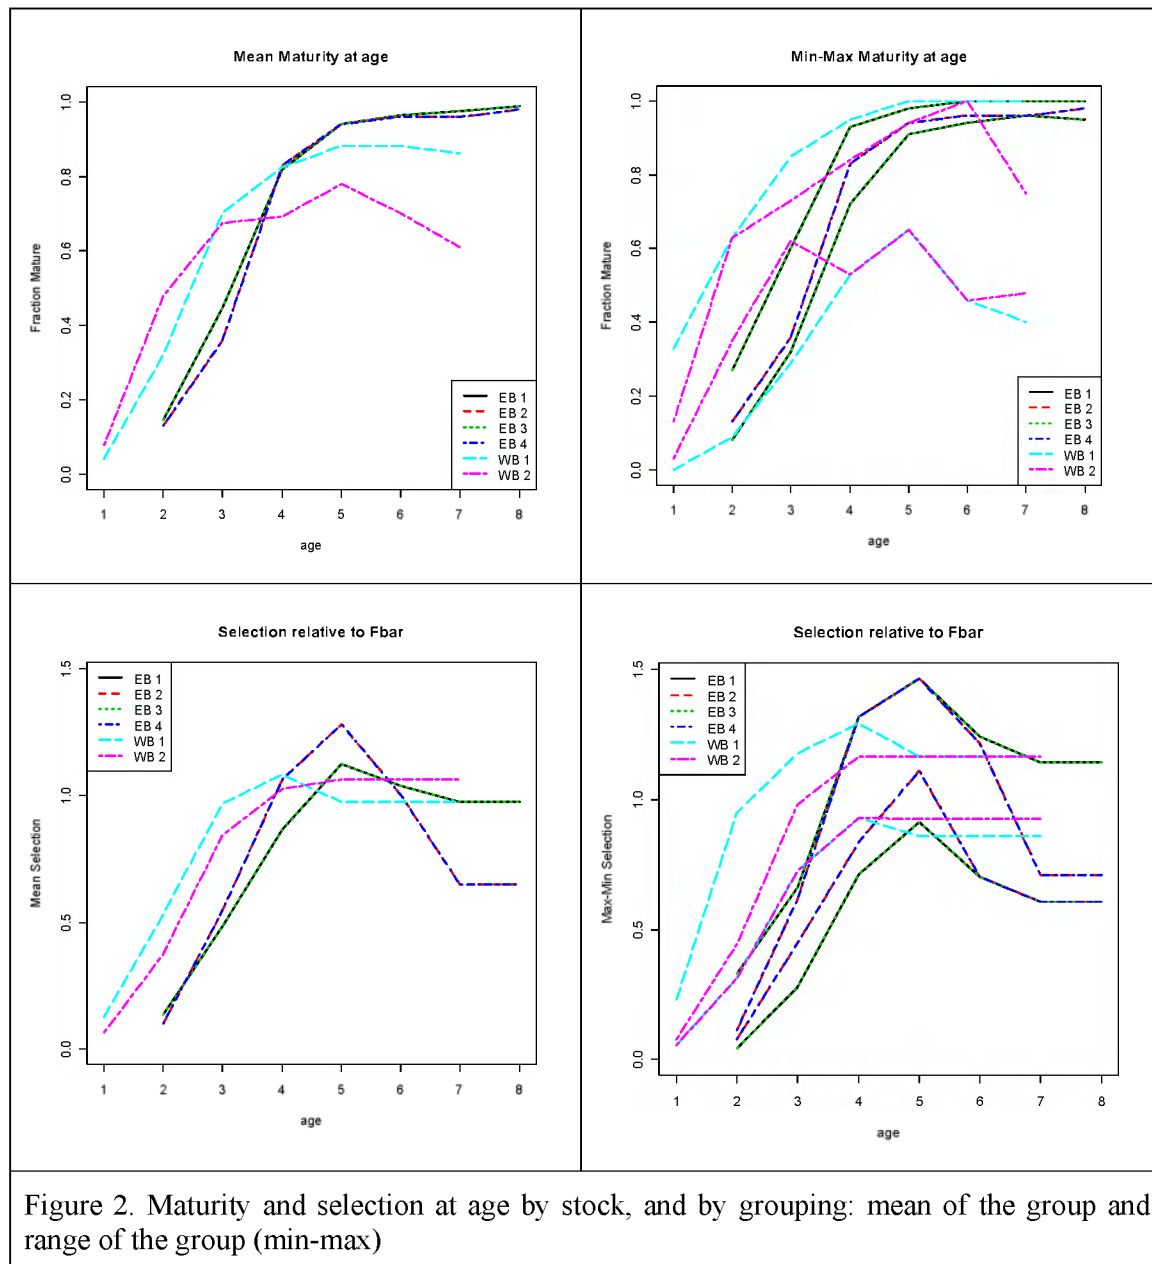 Mean Maturity at age
Fraction Mature
1.0
0.8
0.6
0.4
0.2
0.0
EB 1
EB 2
EB 3
EB 4
WB 1
WB 2
1 2 3 4 5 6 7 8
age
Min-Max Maturity at age
Fraction Mature
1.0
0.8
0.6
0.4
0.2
0.0
EB 1
EB 2
EB 3
EB 4
WB 1
WB 2
1 2 3 4 5 6 7 8
age
Selection relative to Fbar
Mean Selection
1.5
1.0
0.5
0.0
EB 1
EB 2
EB 3
EB 4
WB 1
WB 2
1 2 3 4 5 6 7 8
age
Selection relative to Fbar
Max-Min Selection
1.5
1.0
0.5
0.0
EB 1
EB 2
EB 3
EB 4
WB 1
WB 2
1 2 3 4 5 6 7 8
age
Figure 2. Maturity and selection at age by stock, and by grouping: mean of the group and
range of the group (min-max)